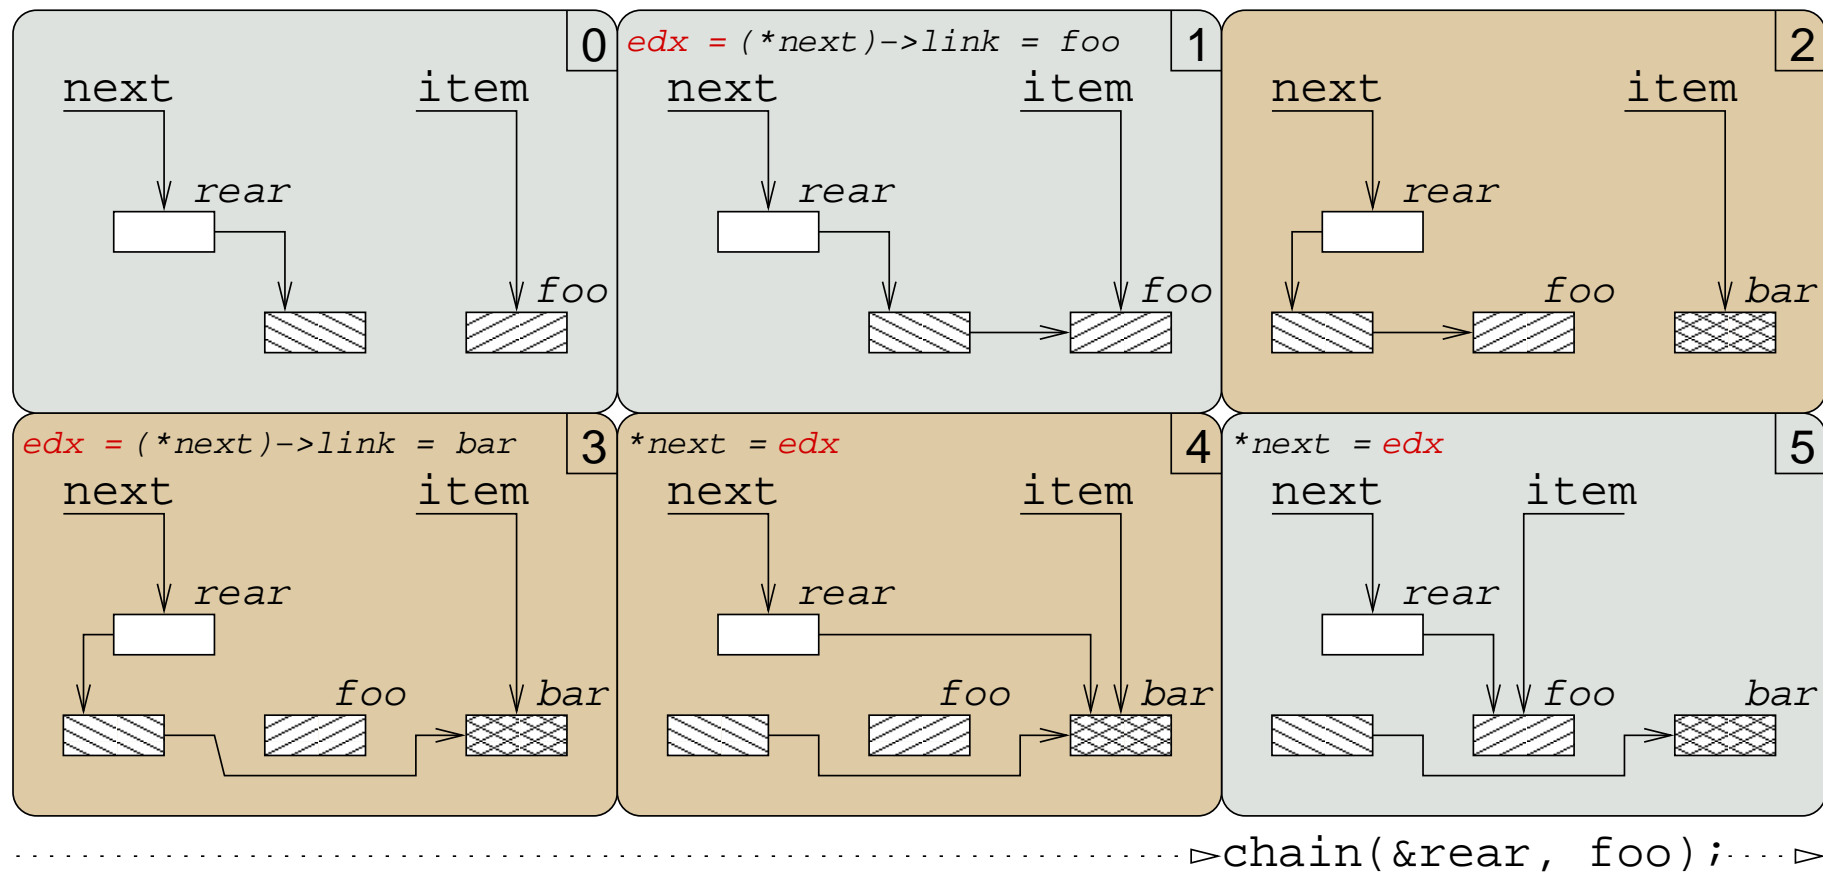 0
next item
rear
foo
edx = (*next)->link = foo 1
next item
rear
foo
2
next item
rear
foo bar
edx = (*next)->link = bar 3
next item
rear
foo bar
*next = edx 4
next item
rear
foo bar
*next = edx 5
next item
rear
foo bar
chain(&rear, foo);